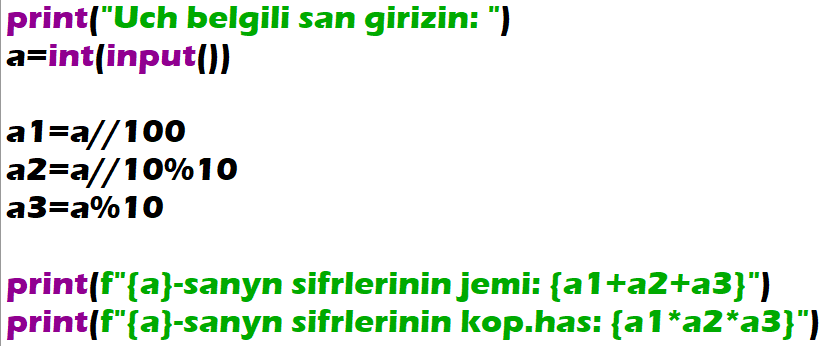 print("Uch belgili san girizin: ")
a=int(input())
a1=a//100
a2=a//10%10
a3=a%10
print(f"{a}-sanyn sifrlerinin jemi: {a1+a2+a3}")
print(f"{a}-sanyn sifrlerinin kop.has: {a1*a2*a3}")